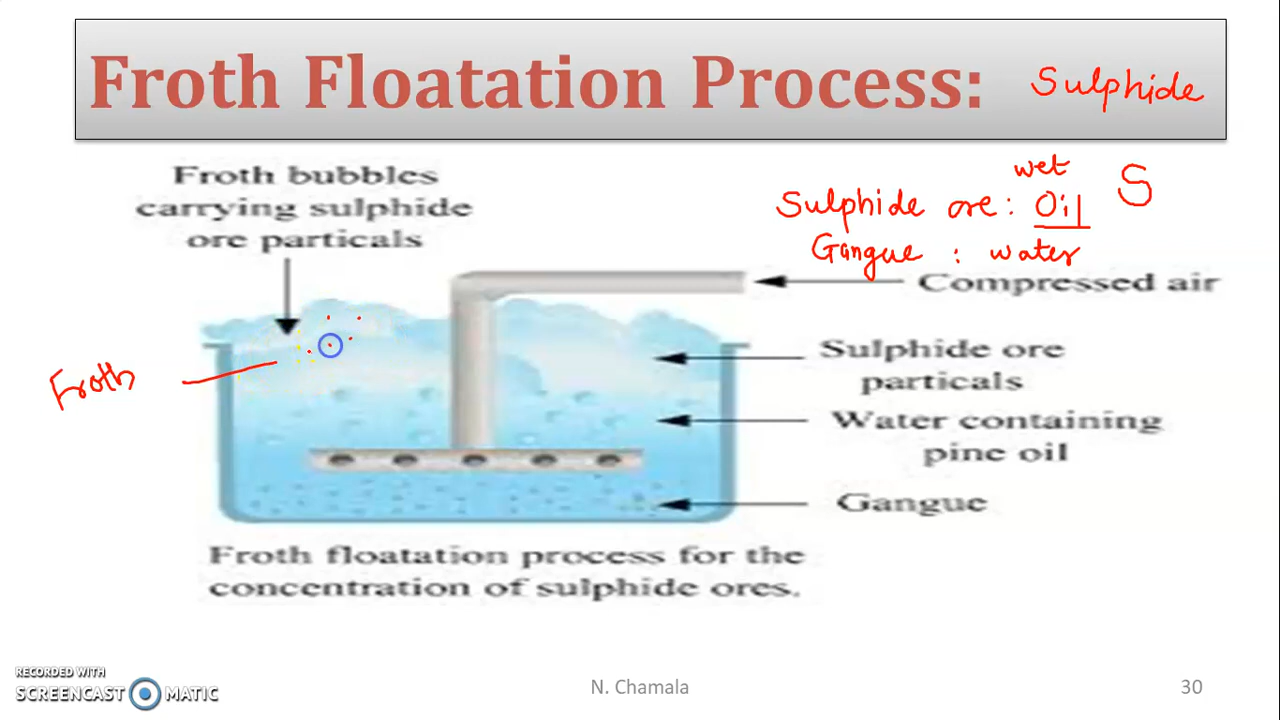 Froth Floatation Process:
Sulphide
Froth bubbles
carrying sulphide
ore particals
wet
Sulphide ore: Oil
S
Gangue : water
Compressed air
Sulphide ore
particals
Froth
Water containing
pine oil
Gangue
Froth floatation process for the
concentration of sulphide ores.
RECORDED WITH
SCREENCAST MATIC
N. Chamala
30